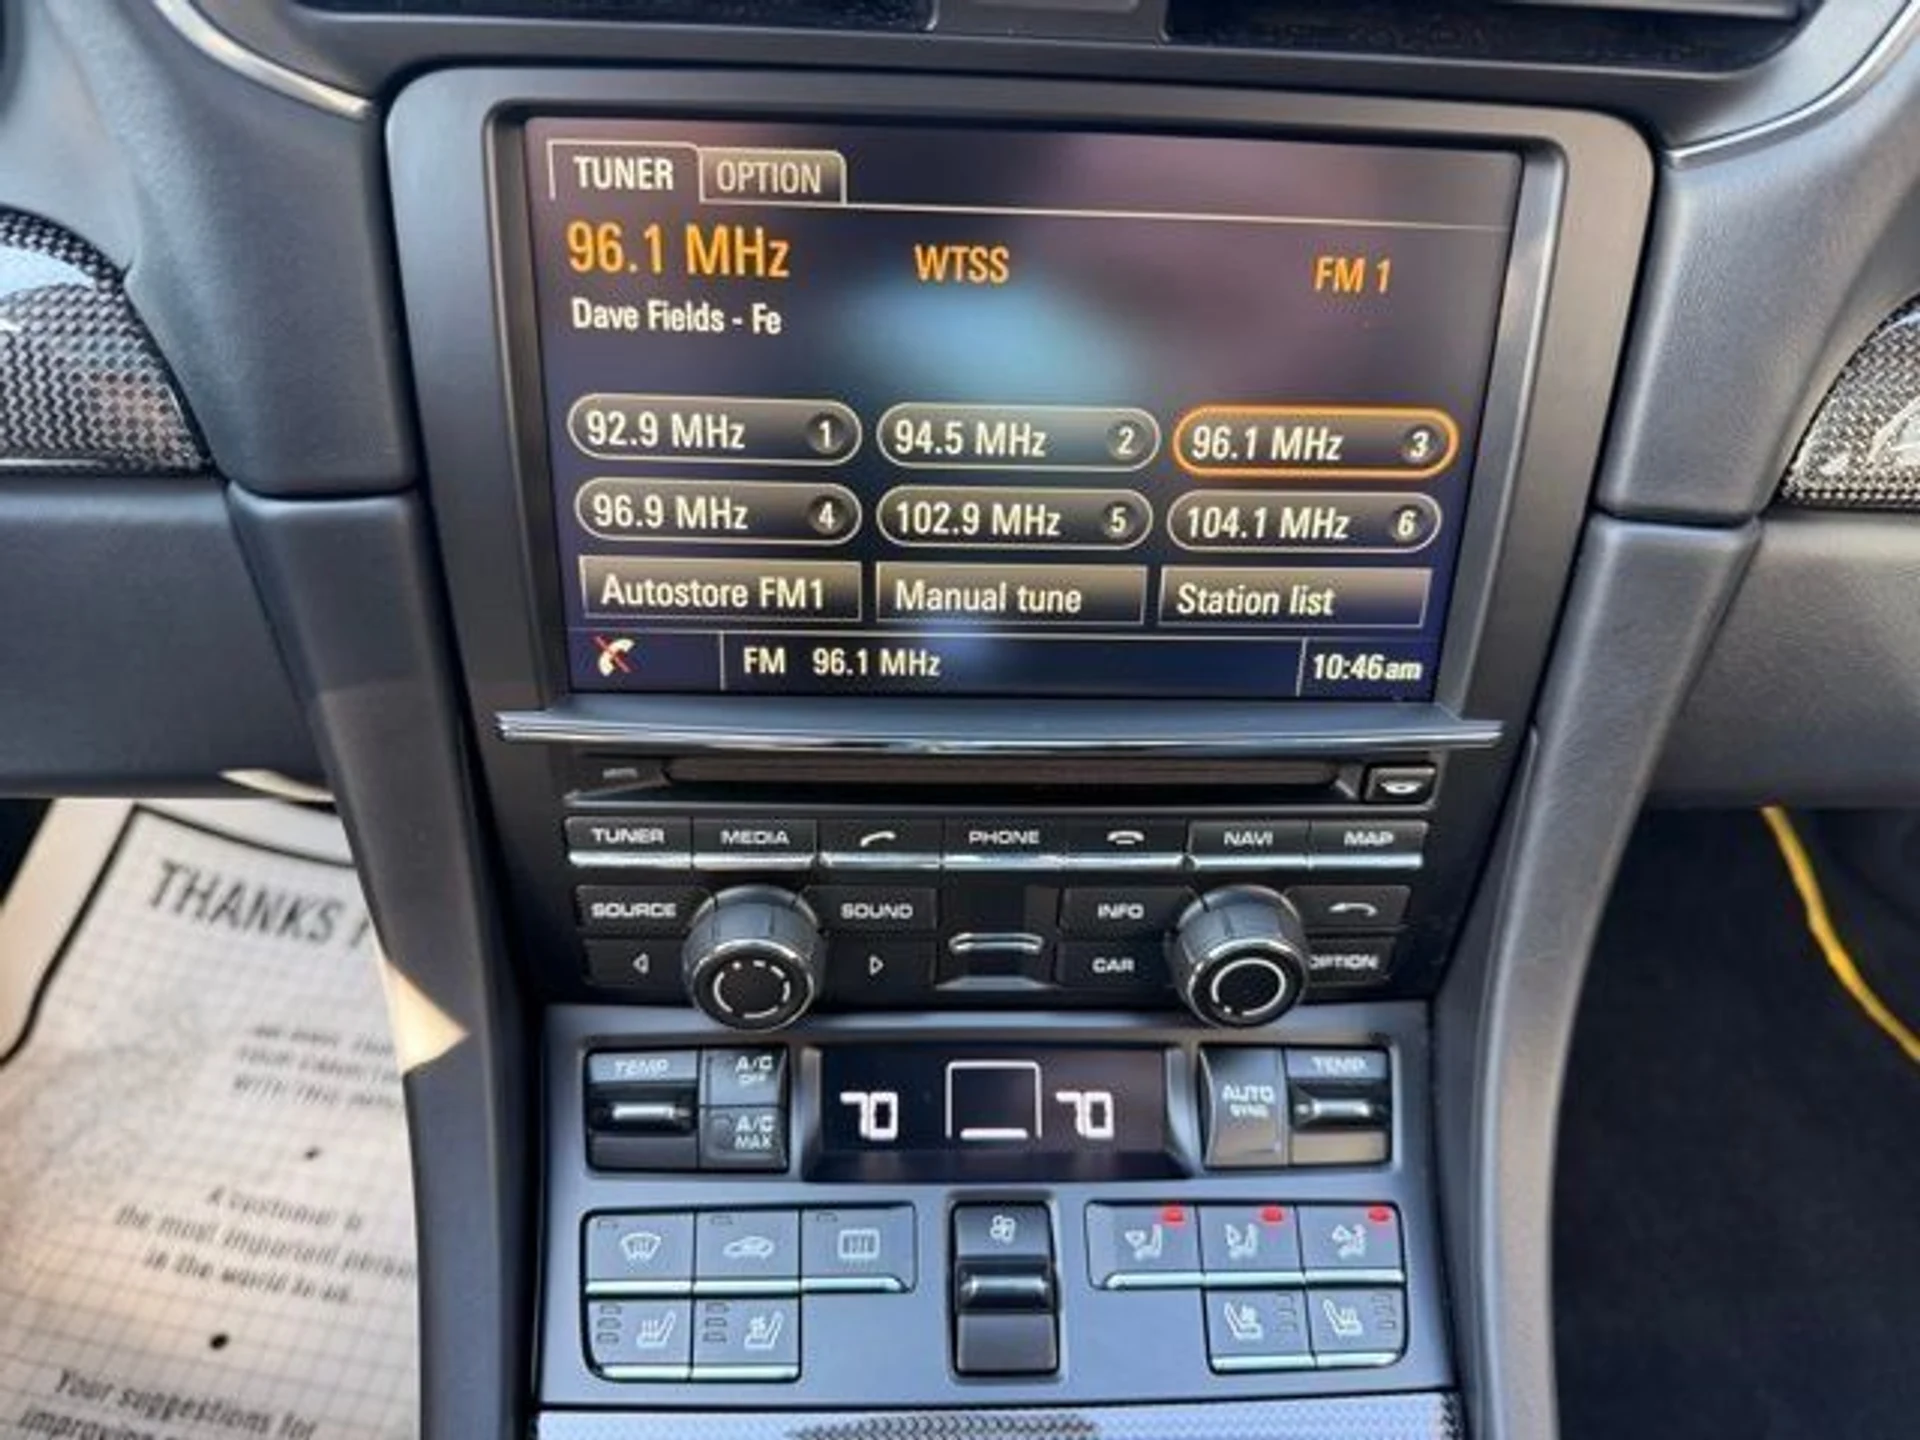 TUNER OPTION
96.1 MHz WTSS FM 1
Dave Fields - Fe
92.9 MHz 1 94.5 MHz 2 96.1 MHz 3
96.9 MHz 4 102.9 MHz 5 104.1 MHz 6
Autostore FM1 Manual tune Station list
FM 96.1 MHz 10:46am
TUNER MEDIA PHONE NAVI MAP
SOURCE SOUND INFO
CAR OPTION
TEMP A/C OFF AUTO SYNC TEMP
A/C MAX
70 70
THANKS
WITH THIS
A customer is
the most important person
in the world to us.
Your suggestions for
improving